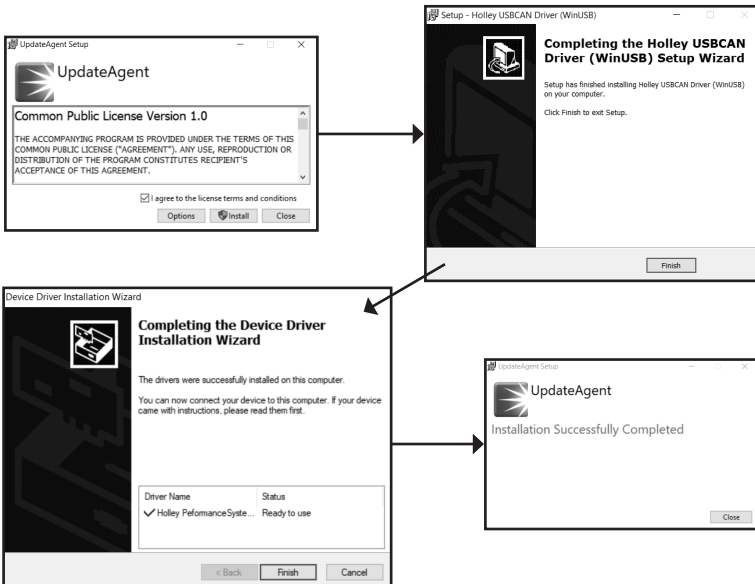 UpdateAgent Setup
UpdateAgent
Common Public License Version 1.0
THE ACCOMPANYING PROGRAM IS PROVIDED UNDER THE TERMS OF THIS
COMMON PUBLIC LICENSE ("AGREEMENT"). ANY USE, REPRODUCTION OR
DISTRIBUTION OF THE PROGRAM CONSTITUTES RECIPIENT'S
ACCEPTANCE OF THIS AGREEMENT.
I agree to the license terms and conditions
Options Install Close
Setup - Holley USBCAN Driver (WinUSB)
Completing the Holley USBCAN
Driver (WinUSB) Setup Wizard
Setup has finished installing Holley USBCAN Driver (WinUSB)
on your computer.
Click Finish to exit Setup.
Finish
Device Driver Installation Wizard
Completing the Device Driver
Installation Wizard
The drivers were successfully installed on this computer.
You can now connect your device to this computer. If your device
came with instructions, please read them first.
Driver Name Status
Holley PeformanceSyste... Ready to use
< Back Finish Cancel
UpdateAgent Setup
UpdateAgent
Installation Successfully Completed
Close